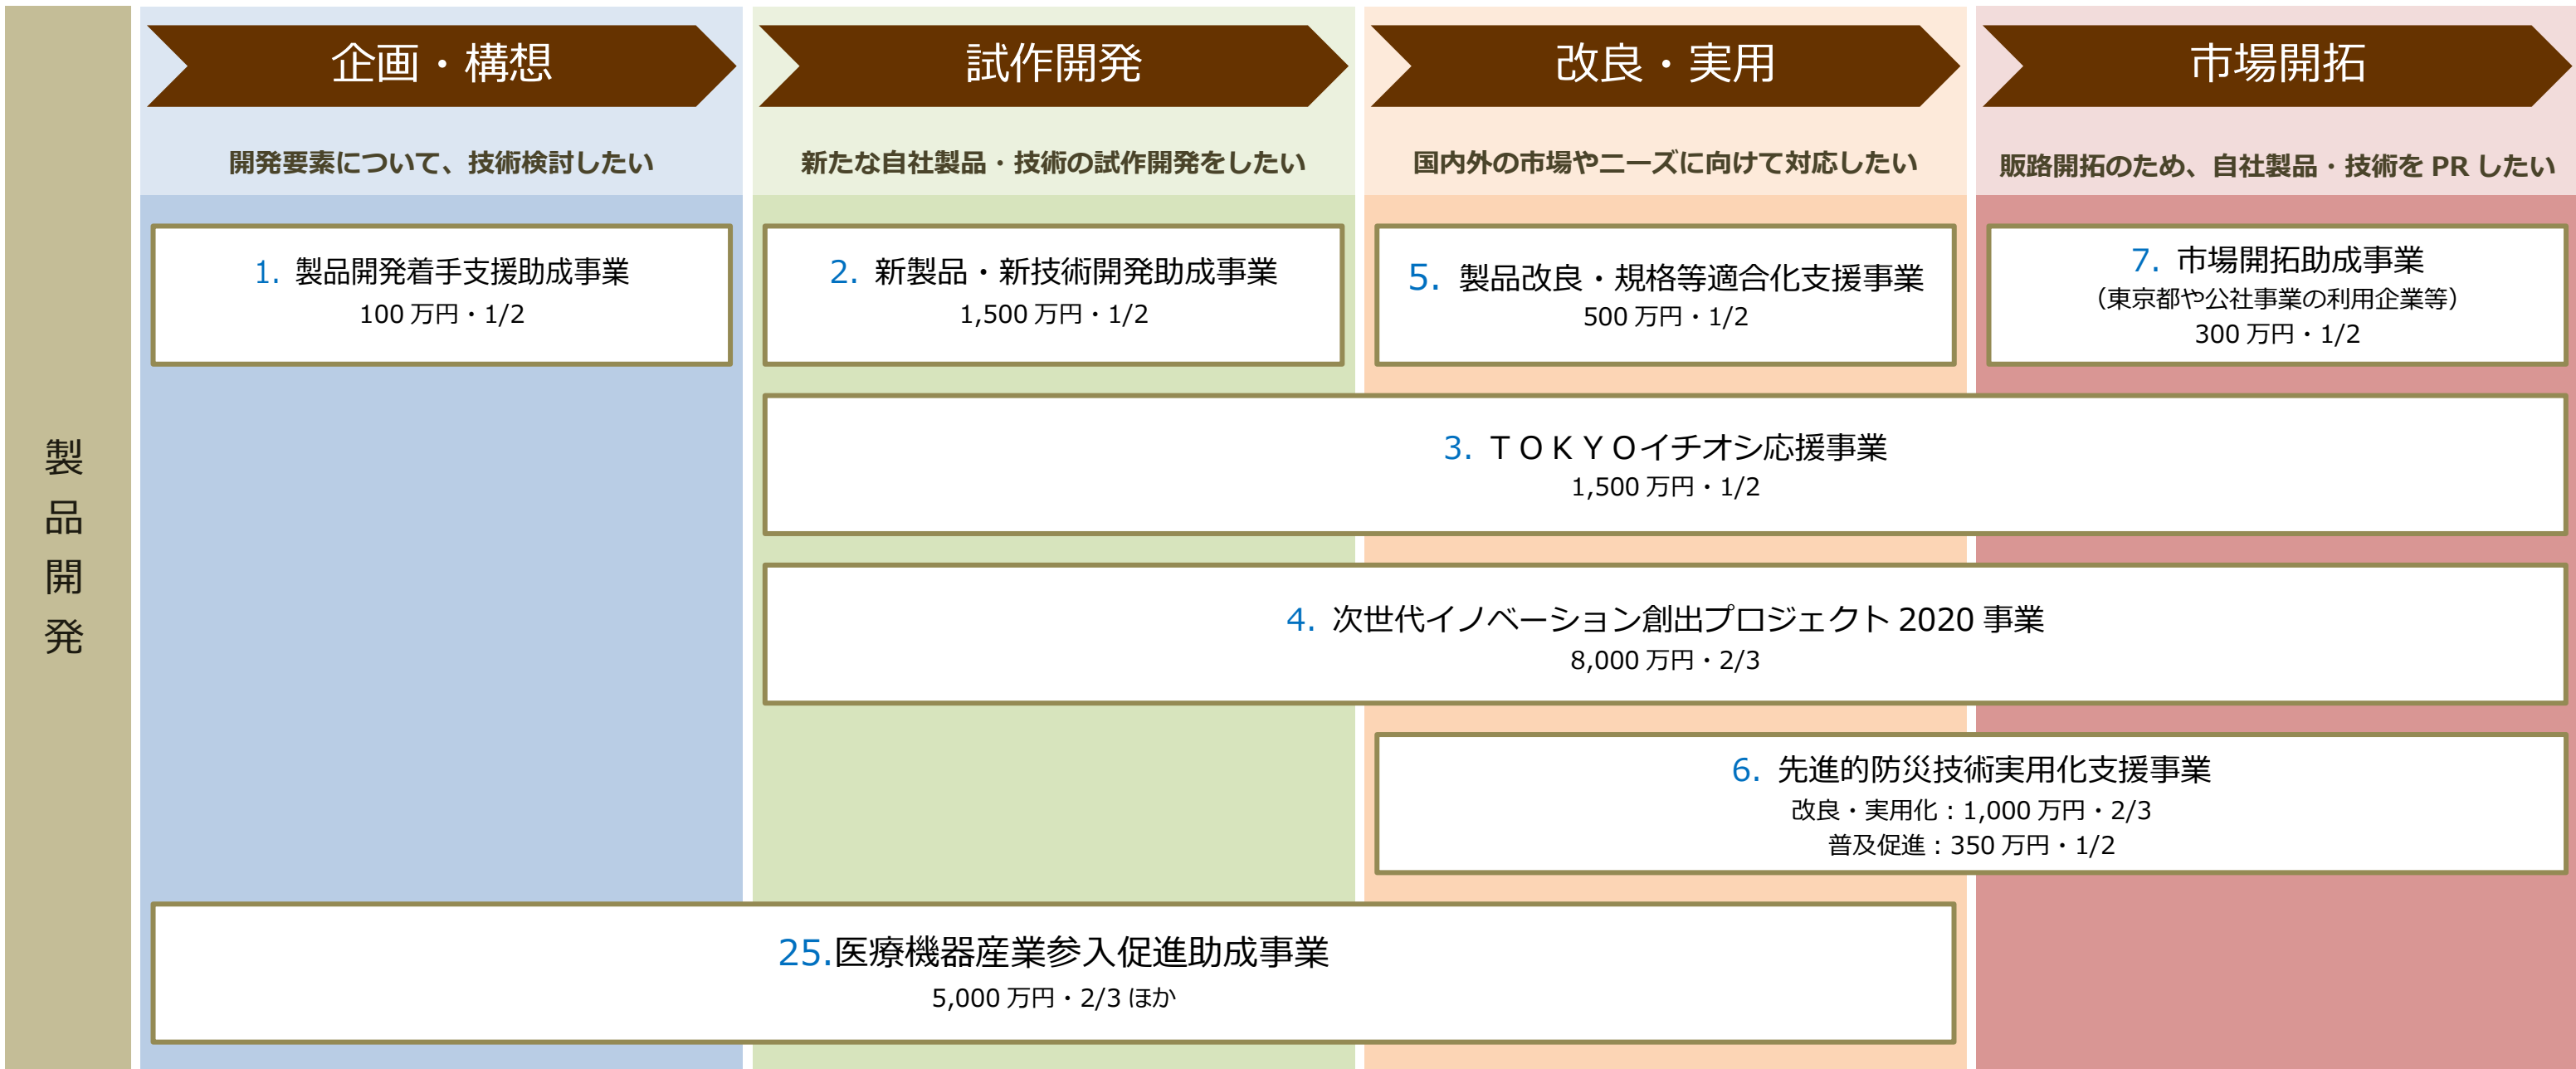 製品開発
企画・構想
試作開発
改良・実用
市場開拓
開発要素について、技術検討したい
新たな自社製品・技術の試作開発をしたい
国内外の市場やニーズに向けて対応したい
販路開拓のため、自社製品・技術を PR したい
1. 製品開発着手支援助成事業
100 万円・1/2
2. 新製品・新技術開発助成事業
1,500 万円・1/2
5. 製品改良・規格等適合化支援事業
500 万円・1/2
7. 市場開拓助成事業
（東京都や公社事業の利用企業等）
300 万円・1/2
3. ＴＯＫＹＯイチオシ応援事業
1,500 万円・1/2
4. 次世代イノベーション創出プロジェクト 2020 事業
8,000 万円・2/3
6. 先進的防災技術実用化支援事業
改良・実用化：1,000 万円・2/3
普及促進：350 万円・1/2
25.医療機器産業参入促進助成事業
5,000 万円・2/3 ほか